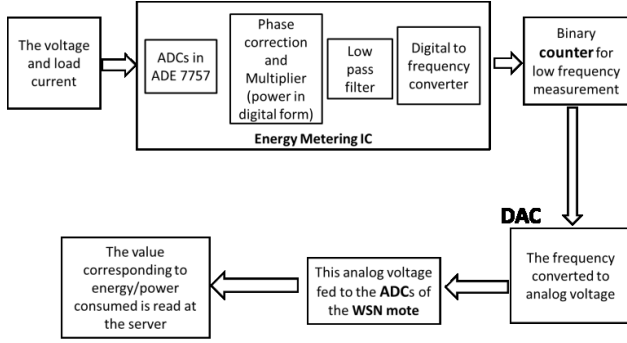 The voltage
and load
current
ADCs in
ADE 7757
Phase
correction
and
Multiplier
(power in
digital form)
Low
pass
filter
Digital to
frequency
converter
Energy Metering IC
Binary
counter for
low frequency
measurement
DAC
The frequency
converted to
analog voltage
This analog voltage
fed to the ADCs of
the WSN mote
The value
corresponding to
energy/power
consumed is read
at the server